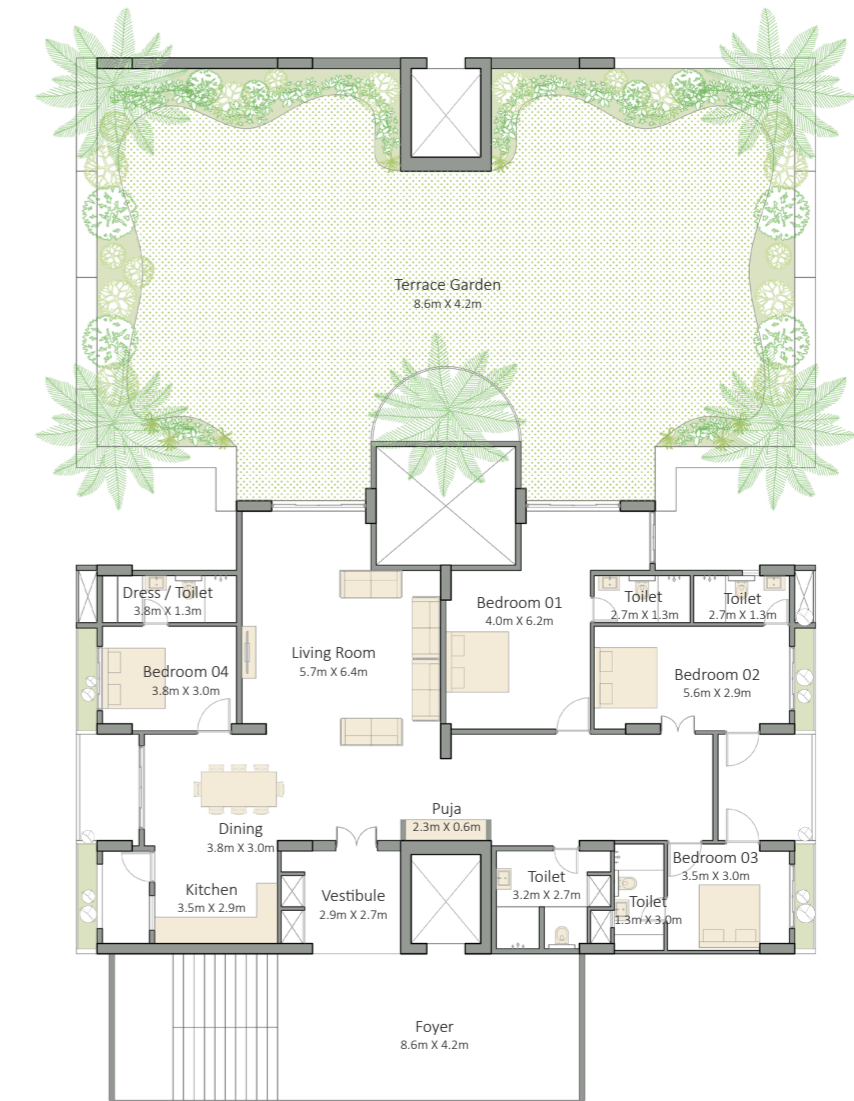 Terrace Garden
8.6m X 4.2m
Dress / Toilet
3.8m X 1.3m
Bedroom 04
3.8m X 3.0m
Living Room
5.7m X 6.4m
Bedroom 01
4.0m X 6.2m
Toilet
2.7m X 1.3m
Toilet
2.7m X 1.3m
Bedroom 02
5.6m X 2.9m
Dining
3.8m X 3.0m
Puja
2.3m X 0.6m
Kitchen
3.5m X 2.9m
Vestibule
2.9m X 2.7m
Toilet
3.2m X 2.7m
Bedroom 03
3.5m X 3.0m
Toilet
1.3m X 3.0m
Foyer
8.6m X 4.2m